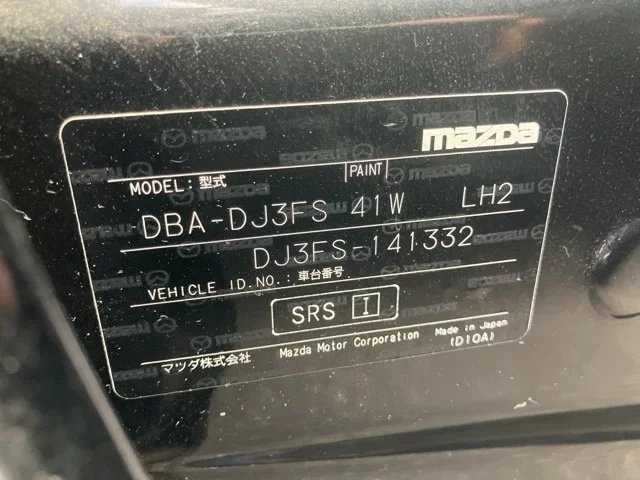 mazda
MODEL: 型式 PAINT
DBA-DJ3FS 41W LH2
DJ3FS-141332
VEHICLE ID.NO.: 車台番号
SRS I
マツダ株式会社 Mazda Motor Corporation Made in Japan
(D10A)